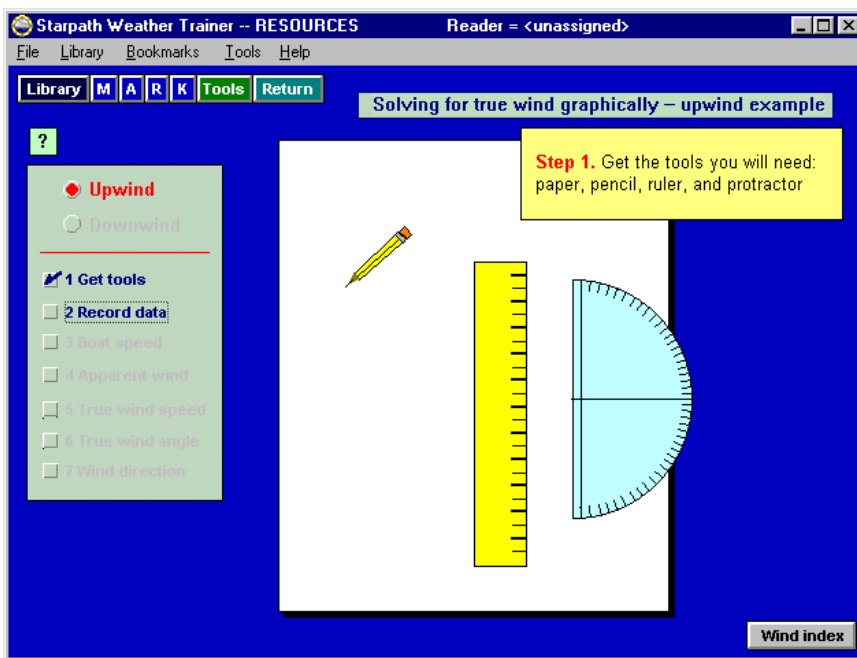 Starpath Weather Trainer -- RESOURCES Reader = <unassigned>
File Library Bookmarks Tools Help
Library M A R K Tools Return
Solving for true wind graphically – upwind example
?
Step 1. Get the tools you will need:
paper, pencil, ruler, and protractor
Upwind
Downwind
1 Get tools
2 Record data
3 Boat speed
4 Apparent wind
5 True wind speed
6 True wind angle
7 Wind direction
Wind index